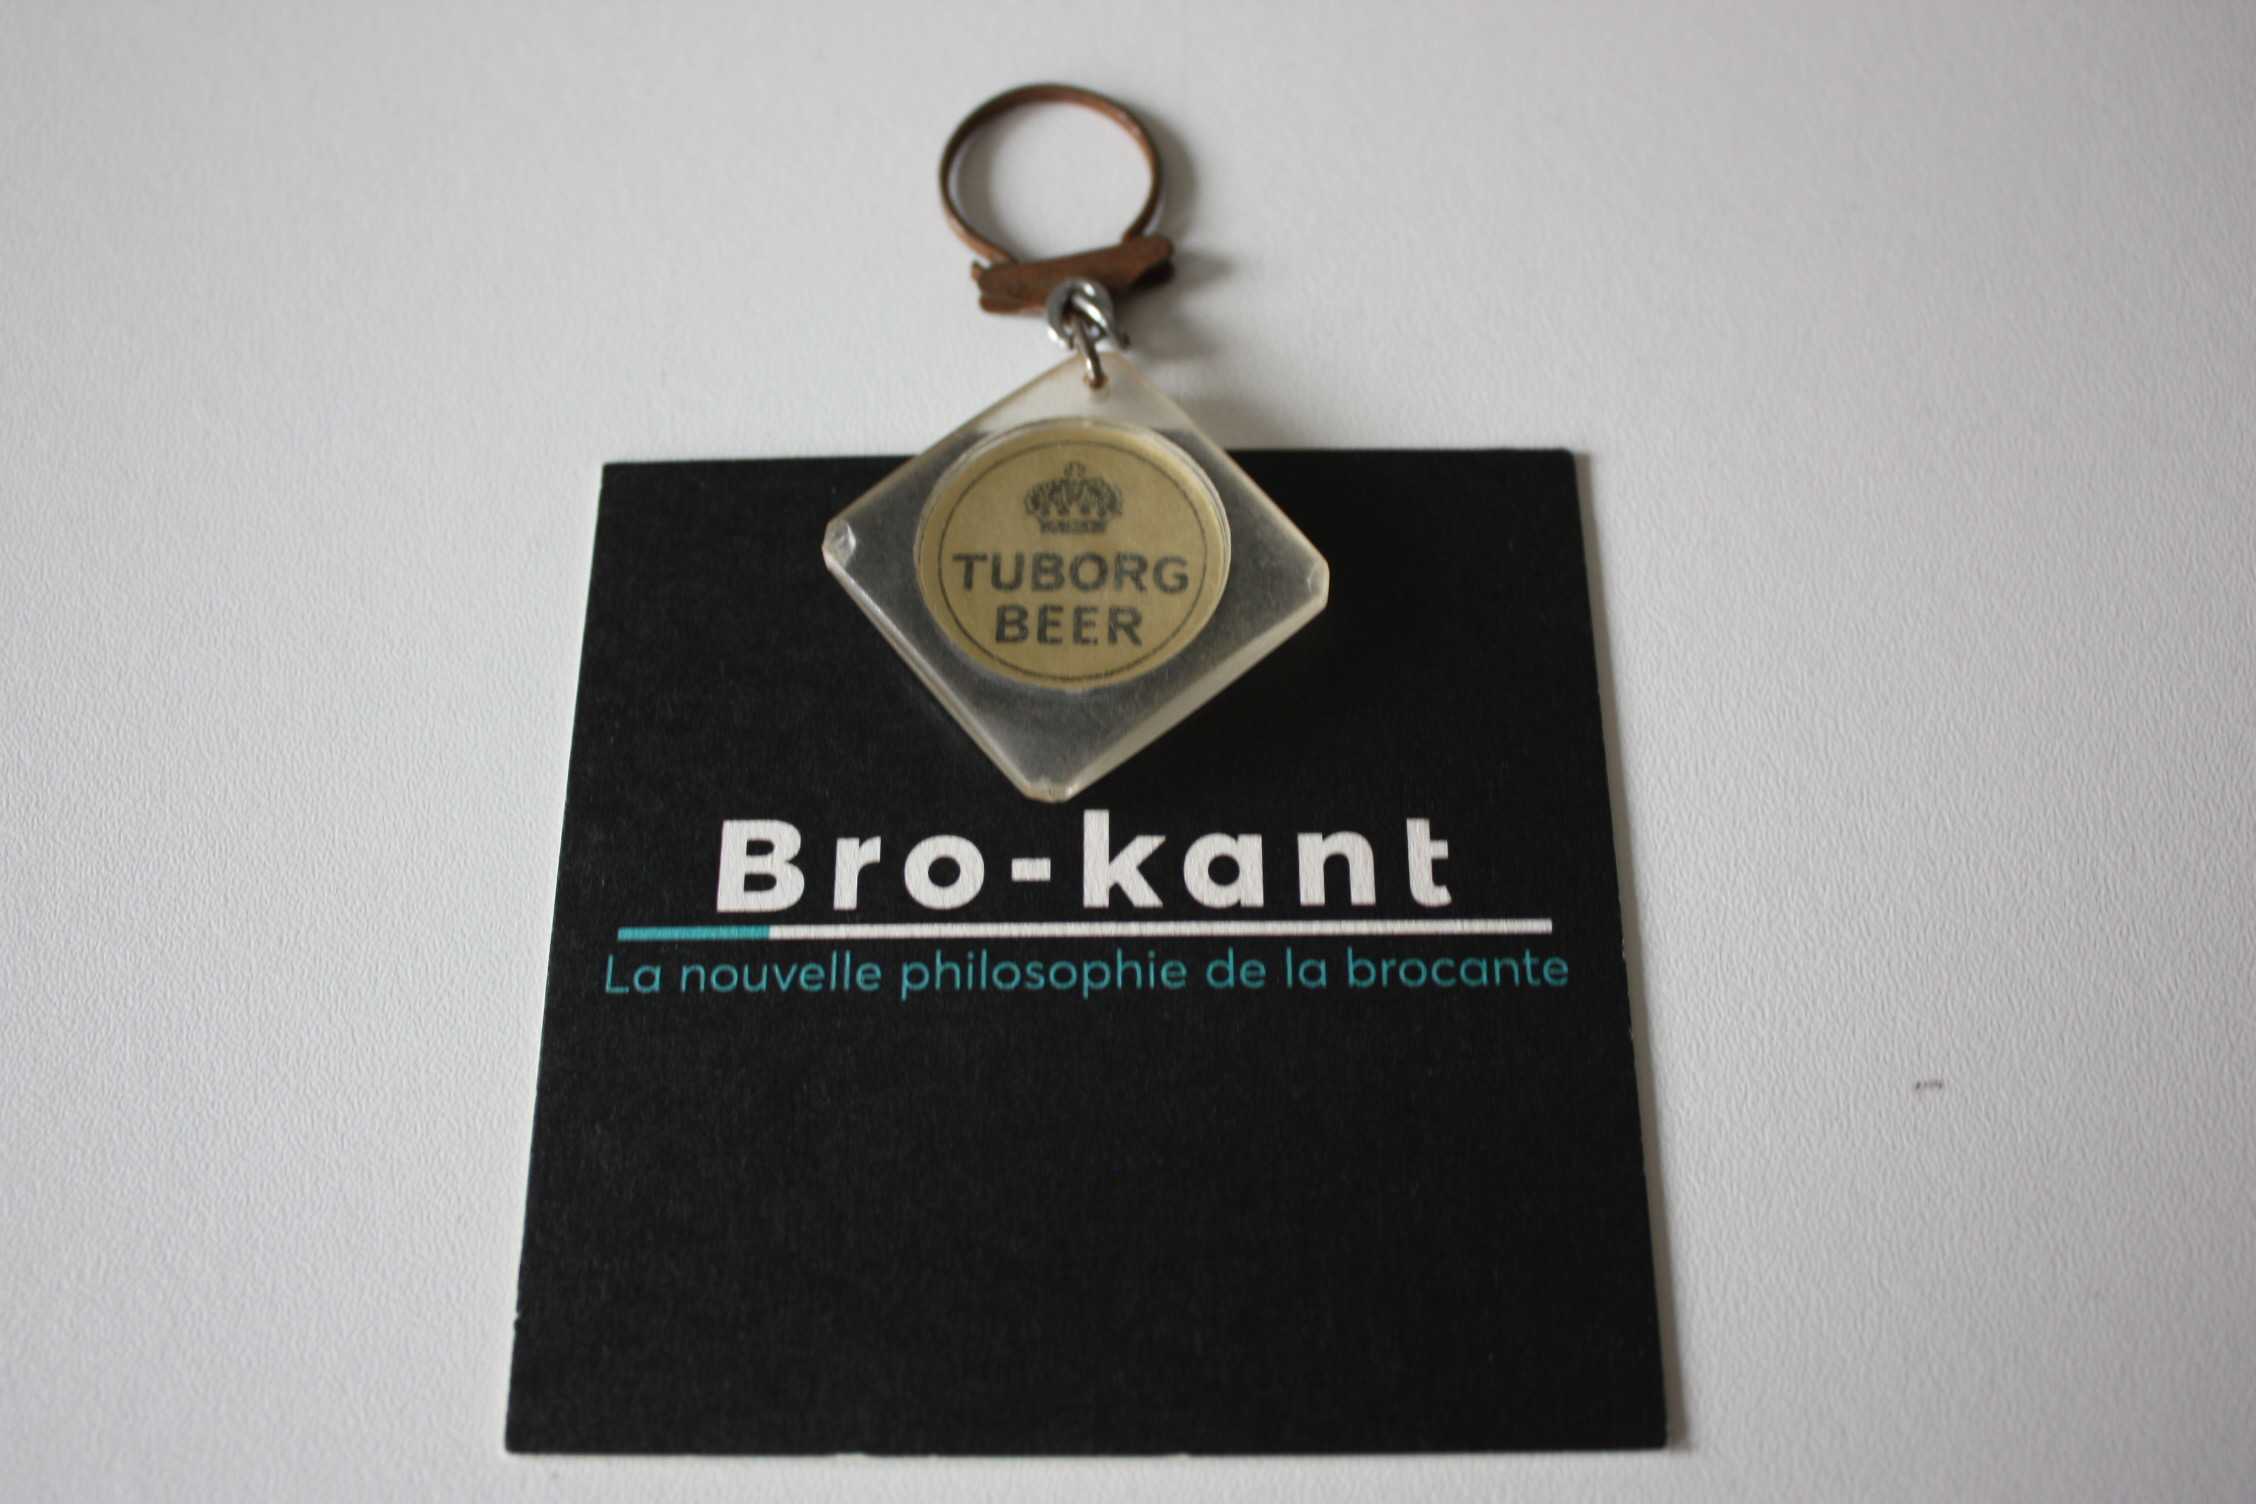 TUBORG
BEER
Bro-kant
La nouvelle philosophie de la brocante